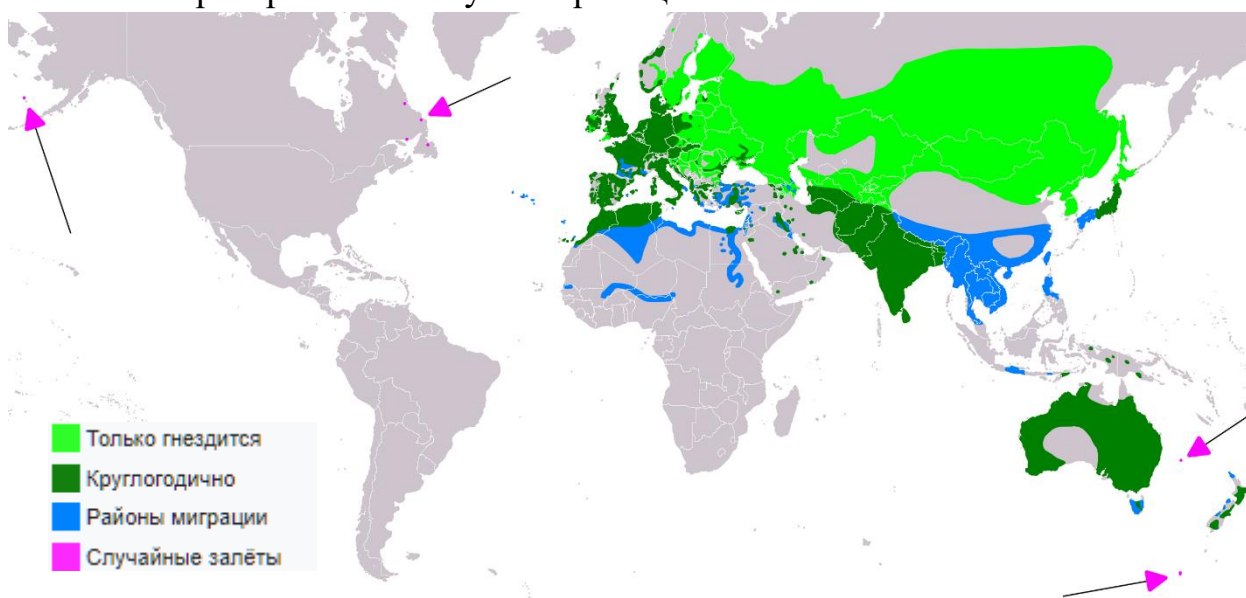 Только гнездится
Круглогодично
Районы миграции
Случайные залёты